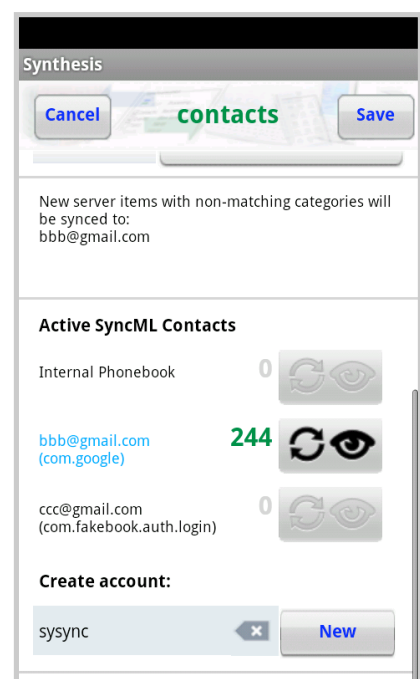 Synthesis
Cancel
contacts
Save
New server items with non-matching categories will
be synced to:
bbb@gmail.com
Active SyncML Contacts
Internal Phonebook
0
bbb@gmail.com
(com.google)
244
ccc@gmail.com
(com.fakebook.auth.login)
0
Create account:
sysync
New